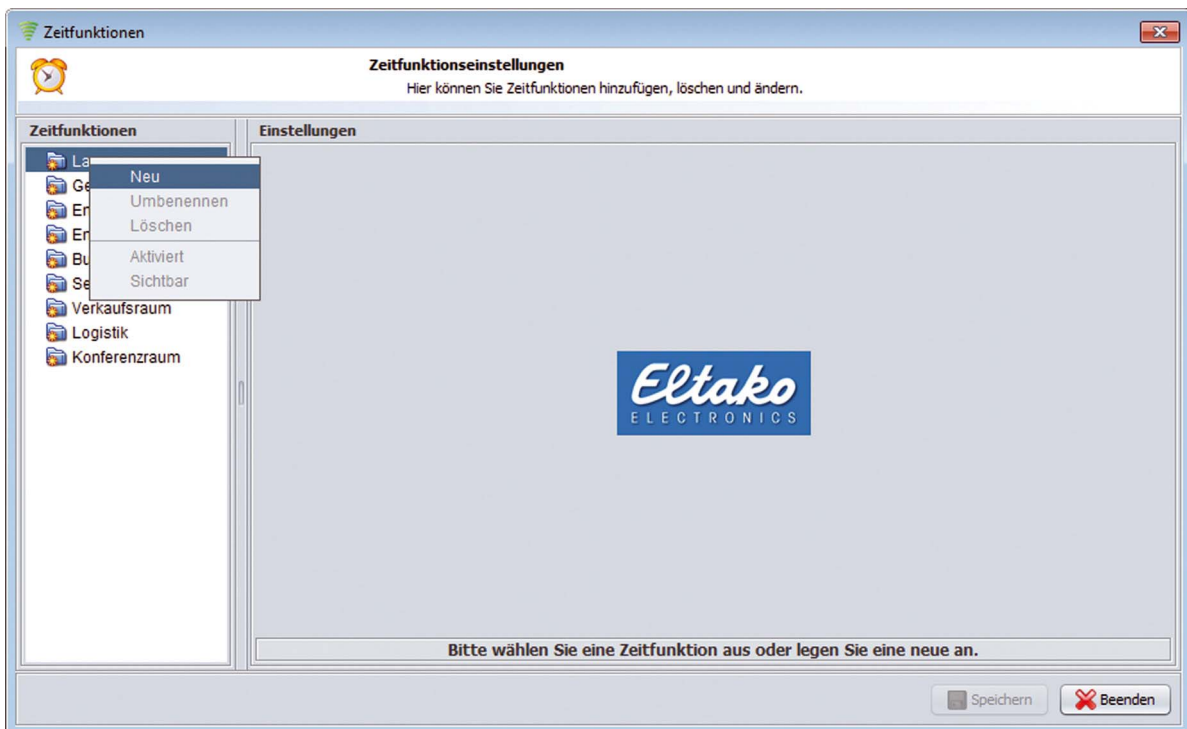 Zeitfunktionen
Zeitfunktionseinstellungen
Hier können Sie Zeitfunktionen hinzufügen, löschen und ändern.
Zeitfunktionen
Einstellungen
Neu
Umbenennen
Löschen
Aktiviert
Sichtbar
Verkaufsraum
Logistik
Konferenzraum
Eltako
ELECTRONICS
Bitte wählen Sie eine Zeitfunktion aus oder legen Sie eine neue an.
Speichern
Beenden